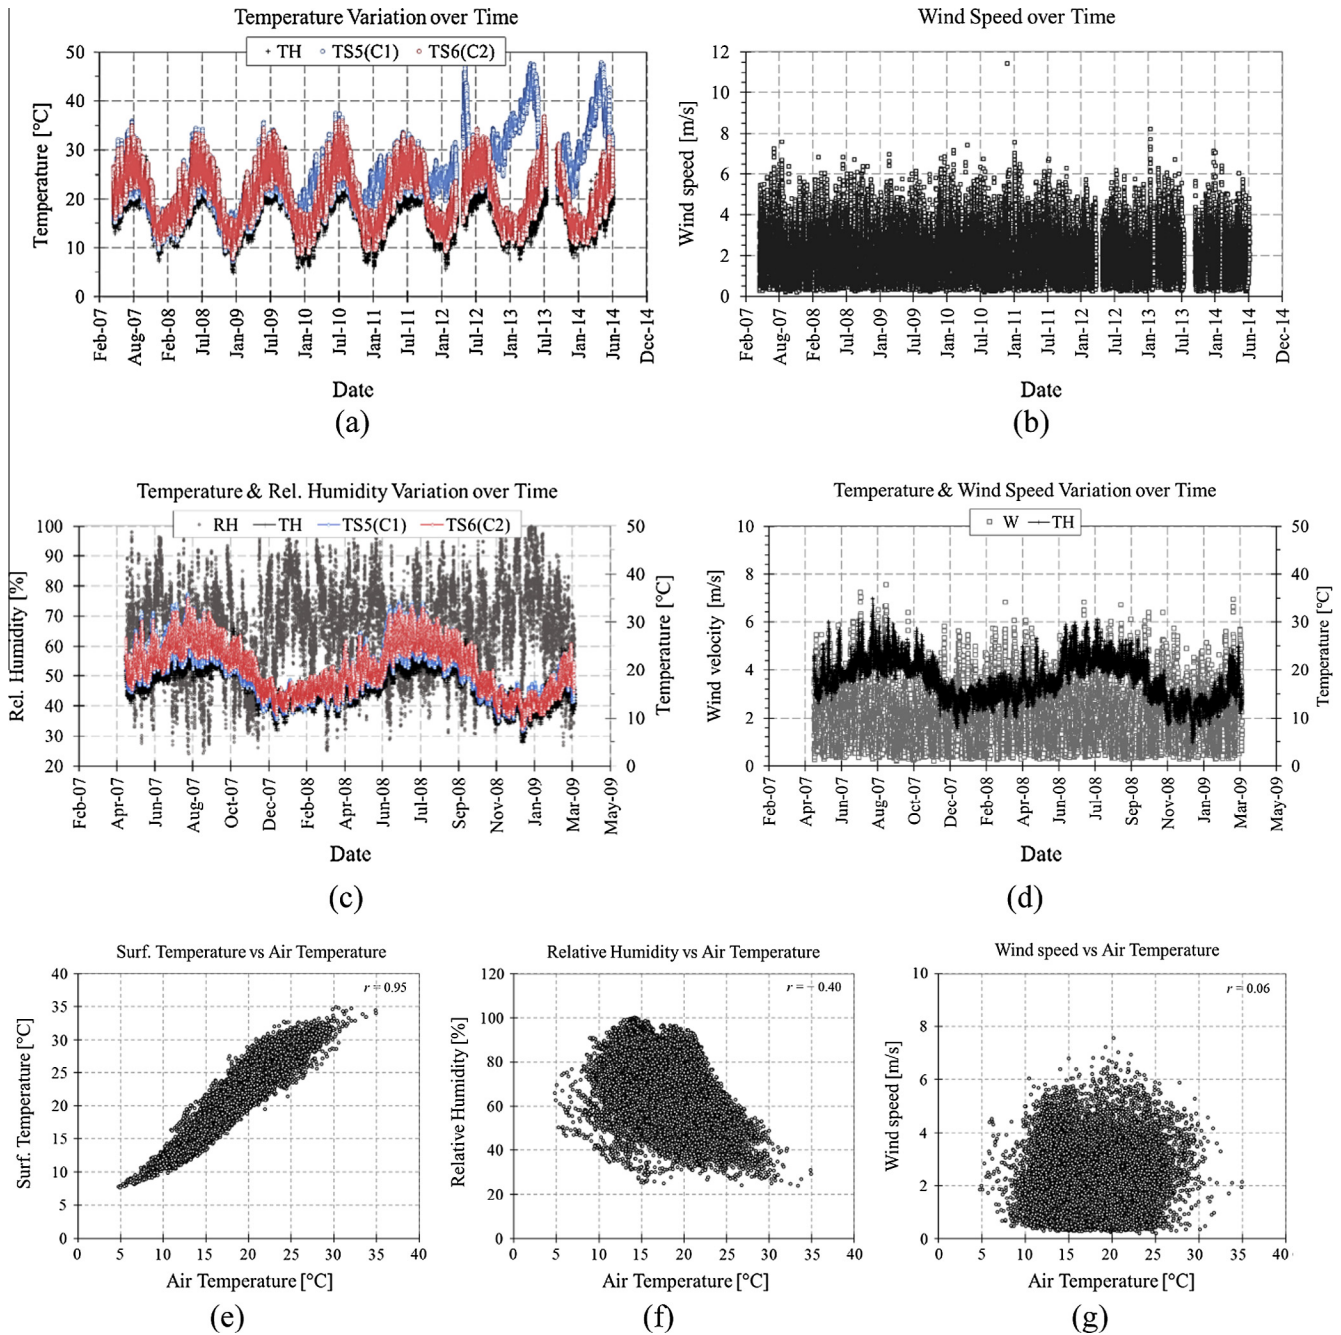 Temperature Variation over Time
TH TS5(C1) TS6(C2)
Temperature [°C]
50
40
30
20
10
0
Feb-07 Aug-07 Feb-08 Jul-08 Jan-09 Jul-09 Jan-10 Jul-10 Jan-11 Jul-11 Jan-12 Jul-12 Jan-13 Jul-13 Jan-14 Jun-14 Dec-14
Date
(a)
Wind Speed over Time
Wind speed [m/s]
12
10
8
6
4
2
0
Feb-07 Aug-07 Feb-08 Jul-08 Jan-09 Jul-09 Jan-10 Jul-10 Jan-11 Jul-11 Jan-12 Jul-12 Jan-13 Jul-13 Jan-14 Jun-14 Dec-14
Date
(b)
Temperature & Rel. Humidity Variation over Time
RH TH TS5(C1) TS6(C2)
Rel. Humidity [%]
100
90
80
70
60
50
40
30
20
50
40
30
20
10
0
Temperature [°C]
Feb-07 Apr-07 Jun-07 Aug-07 Oct-07 Dec-07 Feb-08 Apr-08 Jun-08 Jul-08 Sep-08 Nov-08 Jan-09 Mar-09 May-09
Date
(c)
Temperature & Wind Speed Variation over Time
W TH
Wind velocity [m/s]
10
8
6
4
2
0
50
40
30
20
10
0
Temperature [°C]
Feb-07 Apr-07 Jun-07 Aug-07 Oct-07 Dec-07 Feb-08 Apr-08 Jun-08 Jul-08 Sep-08 Nov-08 Jan-09 Mar-09 May-09
Date
(d)
Surf. Temperature vs Air Temperature
r = 0.95
Surf. Temperature [°C]
40
35
30
25
20
15
10
5
0
0 5 10 15 20 25 30 35 40
Air Temperature [°C]
(e)
Relative Humidity vs Air Temperature
r = -0.40
Relative Humidity [%]
120
100
80
60
40
20
0
0 5 10 15 20 25 30 35 40
Air Temperature [°C]
(f)
Wind speed vs Air Temperature
r = 0.06
Wind speed [m/s]
10
8
6
4
2
0
0 5 10 15 20 25 30 35 40
Air Temperature [°C]
(g)